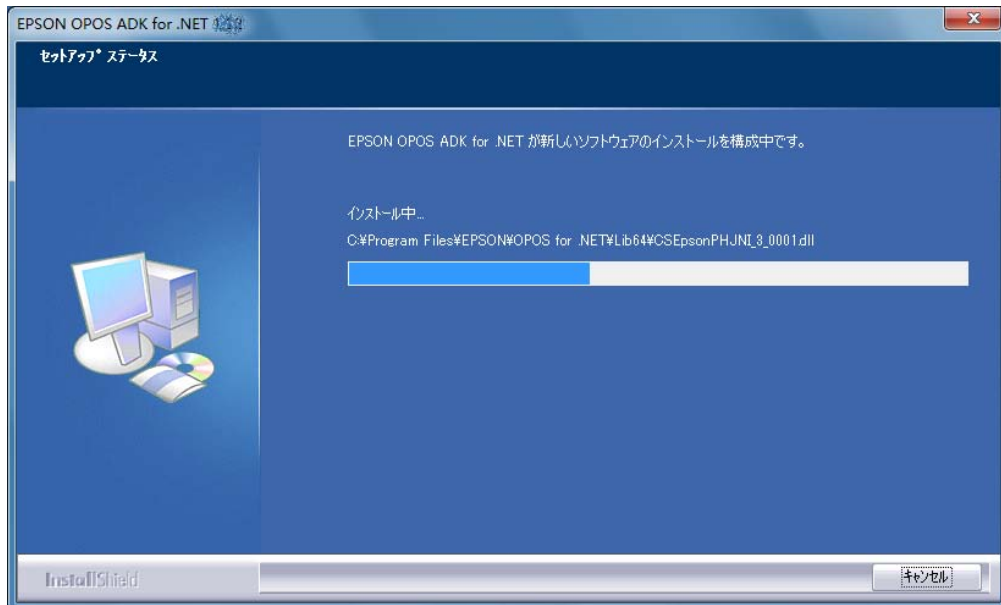 EPSON OPOS ADK for .NET
セットアップ ステータス
EPSON OPOS ADK for .NET が新しいソフトウェアのインストールを構成中です。
インストール中...
C:¥Program Files¥EPSON¥OPOS for .NET¥Lib64¥CSEpsonPHJNI_3_0001.dll
InstallShield
キャンセル